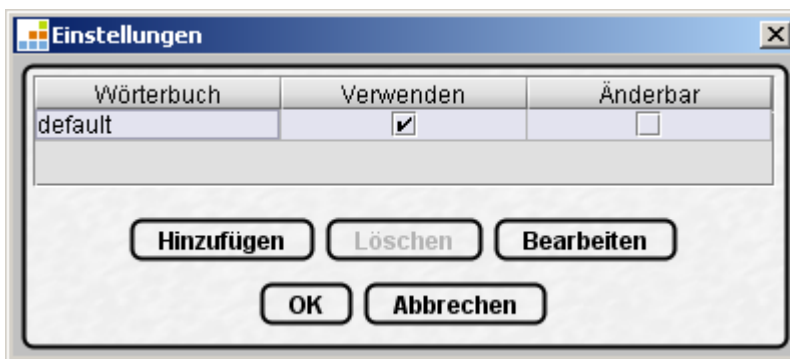 Einstellungen
Wörterbuch Verwenden Änderbar
default
Hinzufügen Löschen Bearbeiten
OK Abbrechen